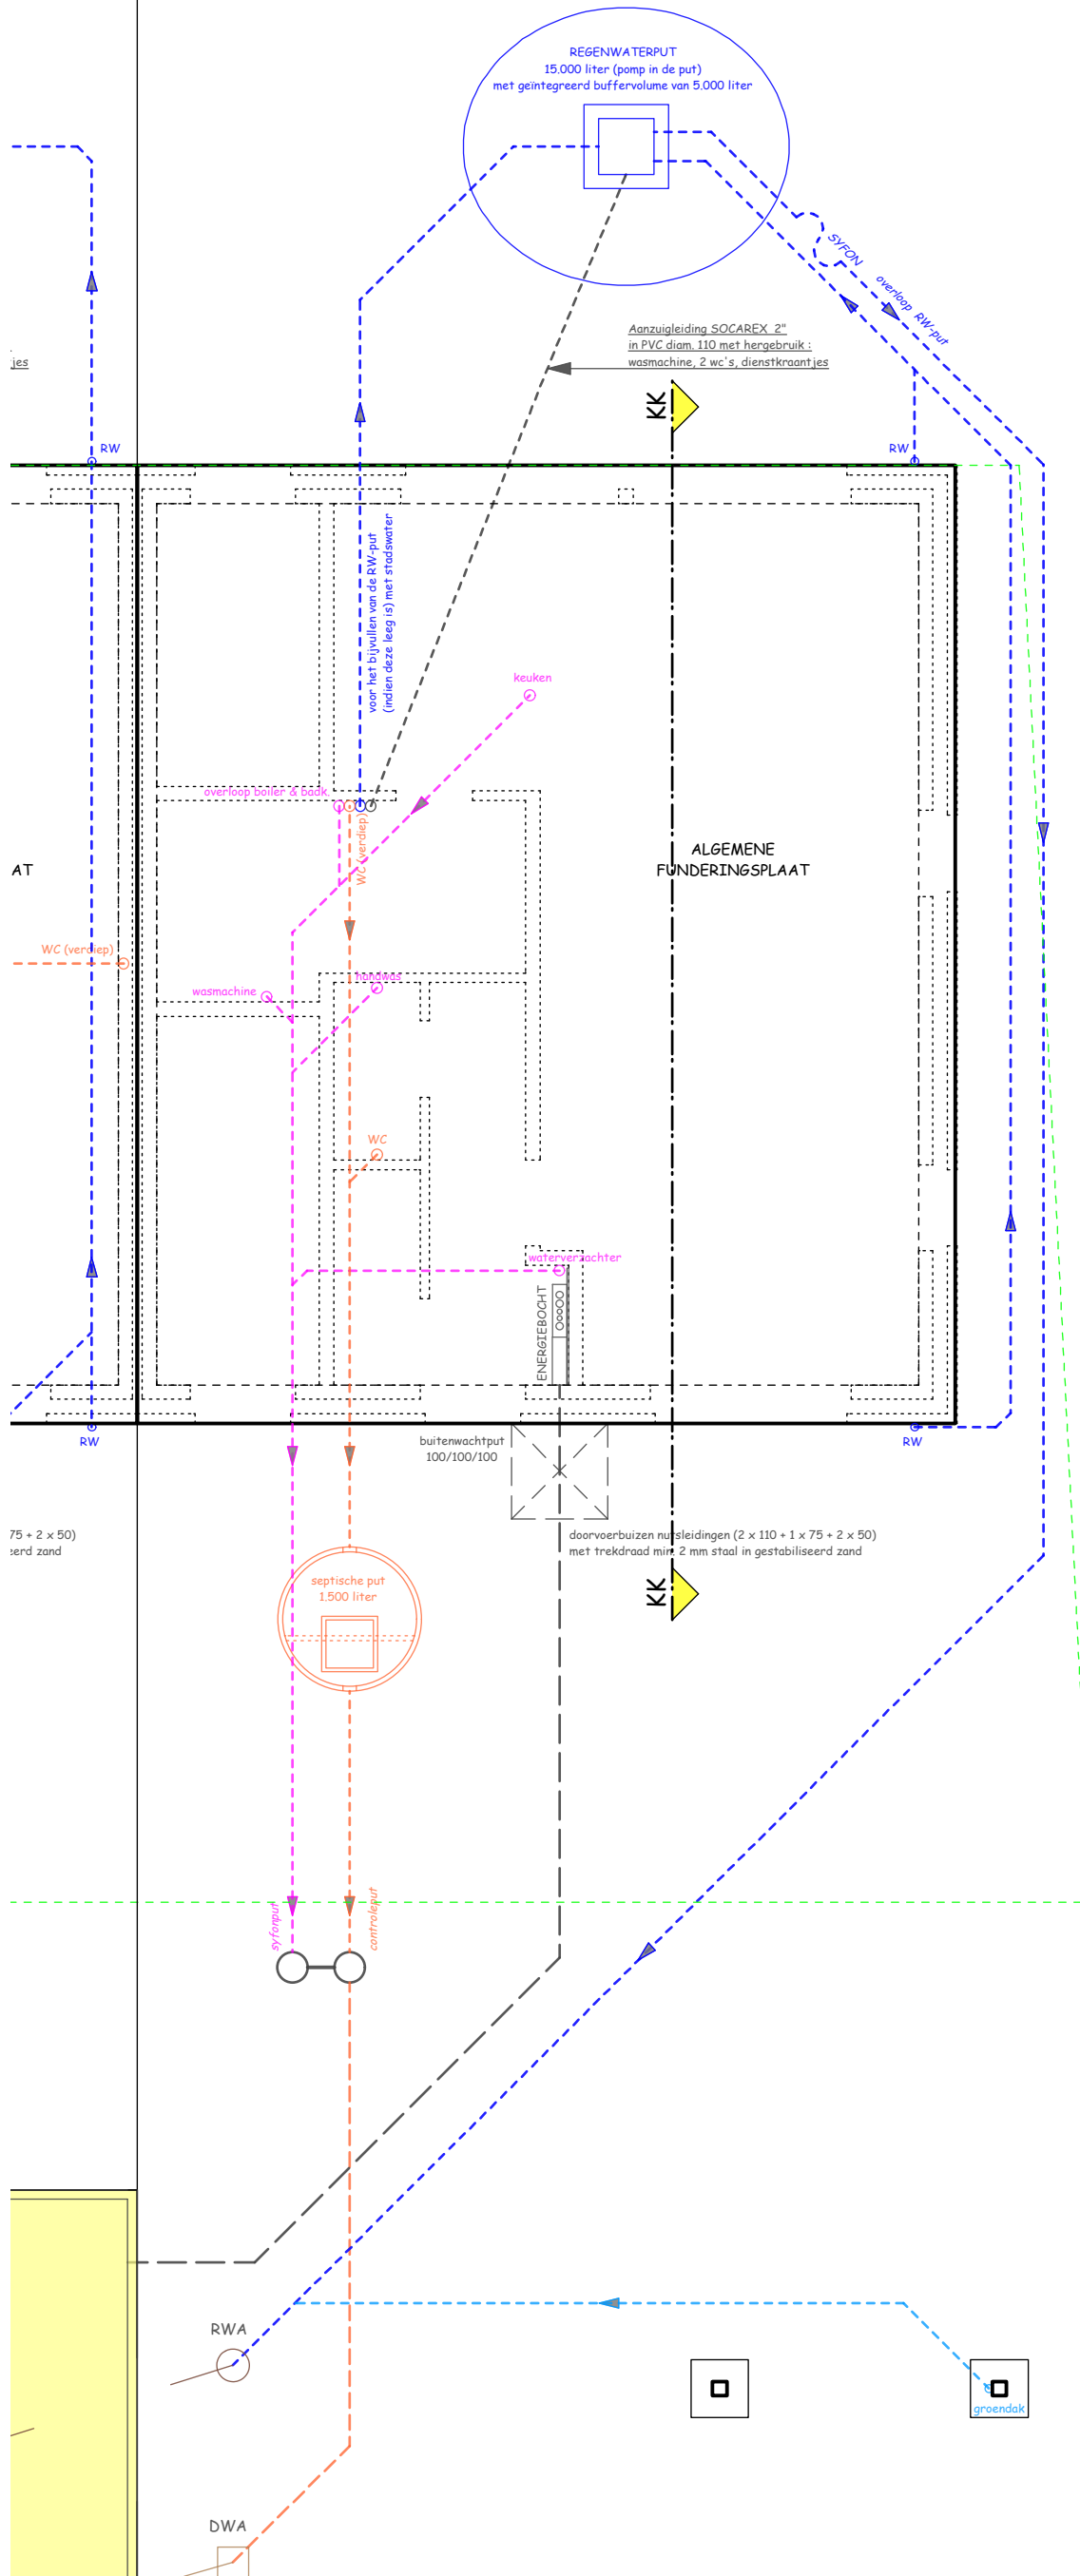 REGENWATERPUT
15.000 liter (pomp in de put)
met geïntegreerd buffervolume van 5.000 liter
SYFON
overloop RW-put
Aanzuigleiding SOCAREX 2"
in PVC diam. 110 met hergebruik :
wasmachine, 2 wc's, dienstkraantjes
jes
KK
RW
RW
voor het bijvullen van de RW-put
(indien deze leeg is) met stadswater
keuken
overloop boiler & badk.
WC (verdiep)
ALGEMENE
FUNDERINGSPLAAT
AT
WC (verdiep)
wasmachine
handwas
WC
waterverzachter
ENERGIEBOCHT
RW
buitenwachtput
100/100/100
RW
75 + 2 x 50)
eerd zand
doorvoerbuizen nutsleidingen (2 x 110 + 1 x 75 + 2 x 50)
met trekdraad min. 2 mm staal in gestabiliseerd zand
septische put
1.500 liter
KK
syfonput
controleput
RWA
groendak
DWA